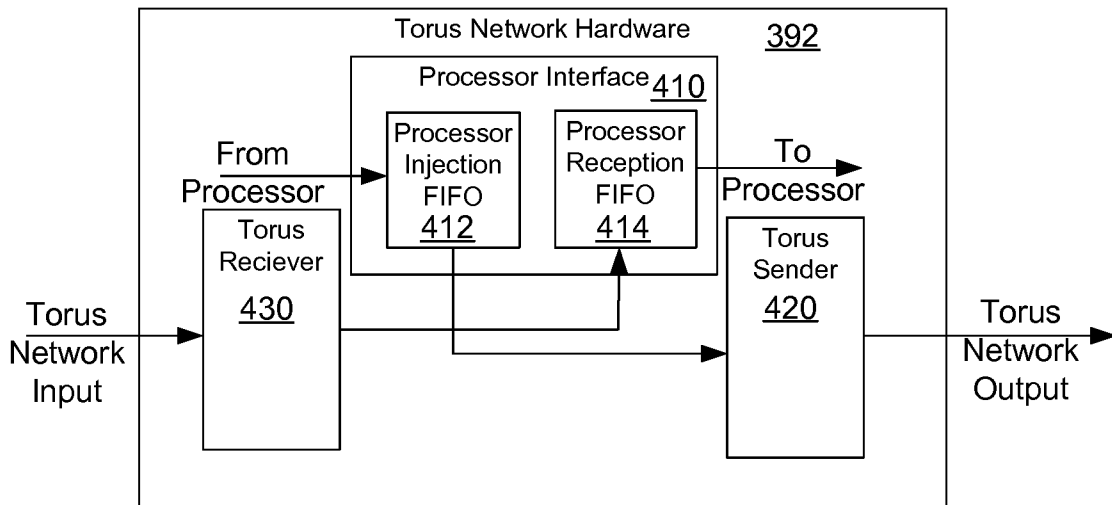 Torus Network Hardware
392
Processor Interface
410
Processor
Injection
FIFO
412
Processor
Reception
FIFO
414
From
Processor
To
Processor
Torus
Reciever
430
Torus
Sender
420
Torus
Network
Input
Torus
Network
Output